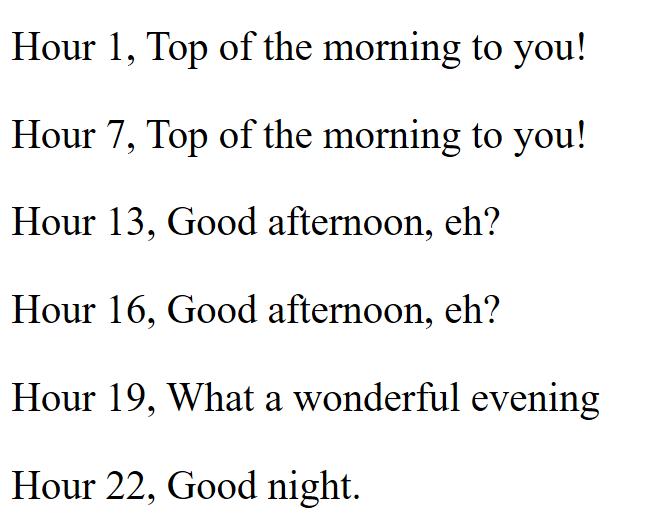 Hour 1, Top of the morning to you!
Hour 7, Top of the morning to you!
Hour 13, Good afternoon, eh?
Hour 16, Good afternoon, eh?
Hour 19, What a wonderful evening
Hour 22, Good night.